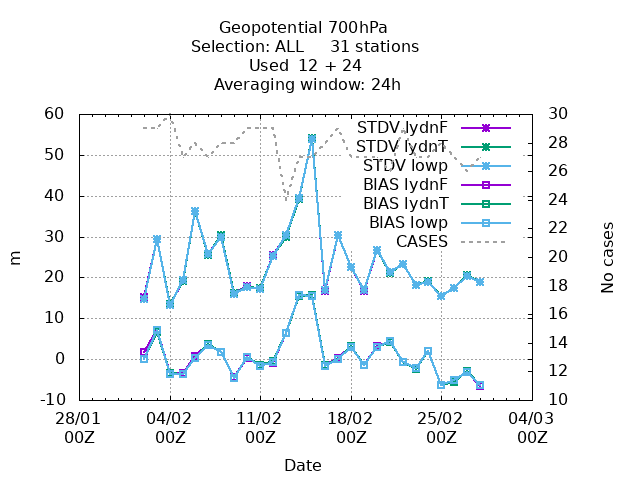 Geopotential 700hPa
Selection: ALL 31 stations
Used 12 + 24
Averaging window: 24h
60
50
40
30
20
10
0
-10
m
STDV lydnF
STDV lydnT
STDV lowp
BIAS lydnF
BIAS lydnT
BIAS lowp
CASES
30
28
26
24
22
20
18
16
14
12
10
No cases
28/01 04/02 11/02 18/02 25/02 04/03
00Z 00Z 00Z 00Z 00Z 00Z
Date